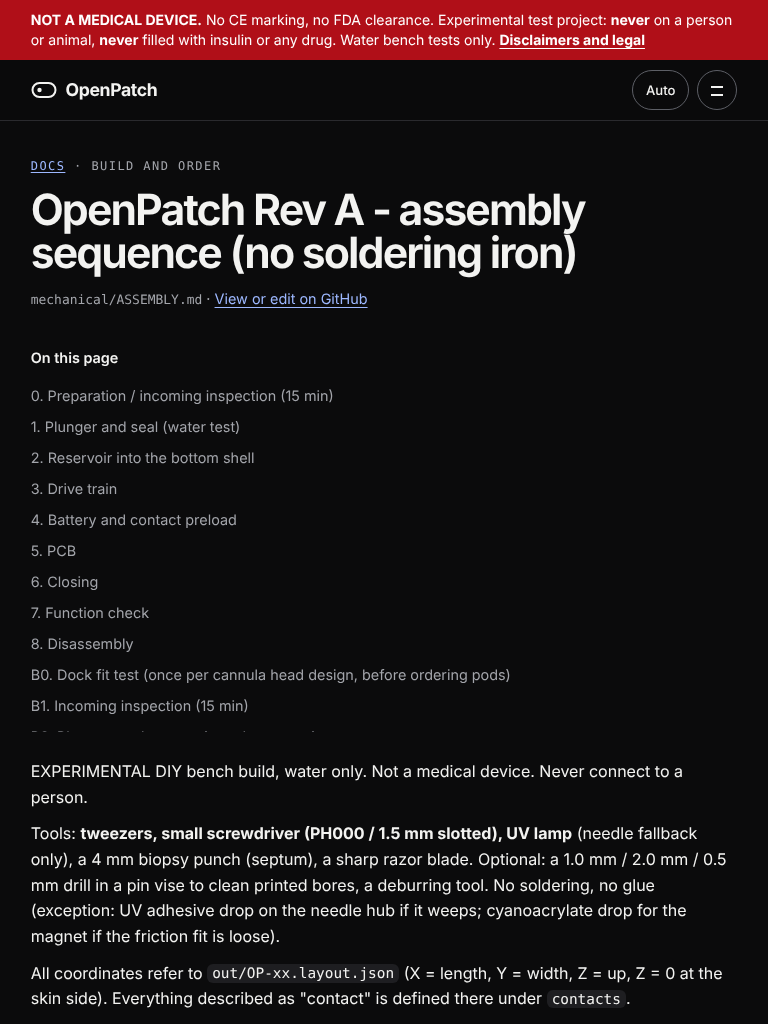 NOT A MEDICAL DEVICE. No CE marking, no FDA clearance. Experimental test project: never on a person
or animal, never filled with insulin or any drug. Water bench tests only. Disclaimers and legal
OpenPatch
Auto
DOCS · BUILD AND ORDER
OpenPatch Rev A - assembly
sequence (no soldering iron)
mechanical/ASSEMBLY.md · View or edit on GitHub
On this page
0. Preparation / incoming inspection (15 min)
1. Plunger and seal (water test)
2. Reservoir into the bottom shell
3. Drive train
4. Battery and contact preload
5. PCB
6. Closing
7. Function check
8. Disassembly
B0. Dock fit test (once per cannula head design, before ordering pods)
B1. Incoming inspection (15 min)
EXPERIMENTAL DIY bench build, water only. Not a medical device. Never connect to a
person.
Tools: tweezers, small screwdriver (PH000 / 1.5 mm slotted), UV lamp (needle fallback
only), a 4 mm biopsy punch (septum), a sharp razor blade. Optional: a 1.0 mm / 2.0 mm / 0.5
mm drill in a pin vise to clean printed bores, a deburring tool. No soldering, no glue
(exception: UV adhesive drop on the needle hub if it weeps; cyanoacrylate drop for the
magnet if the friction fit is loose).
All coordinates refer to out/OP-xx.layout.json (X = length, Y = width, Z = up, Z = 0 at the
skin side). Everything described as "contact" is defined there under contacts.